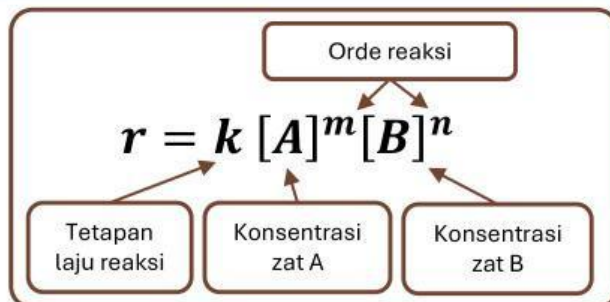 Orde reaksi
r = k [A]^m[B]^n
Tetapan
laju reaksi
Konsentrasi
zat A
Konsentrasi
zat B